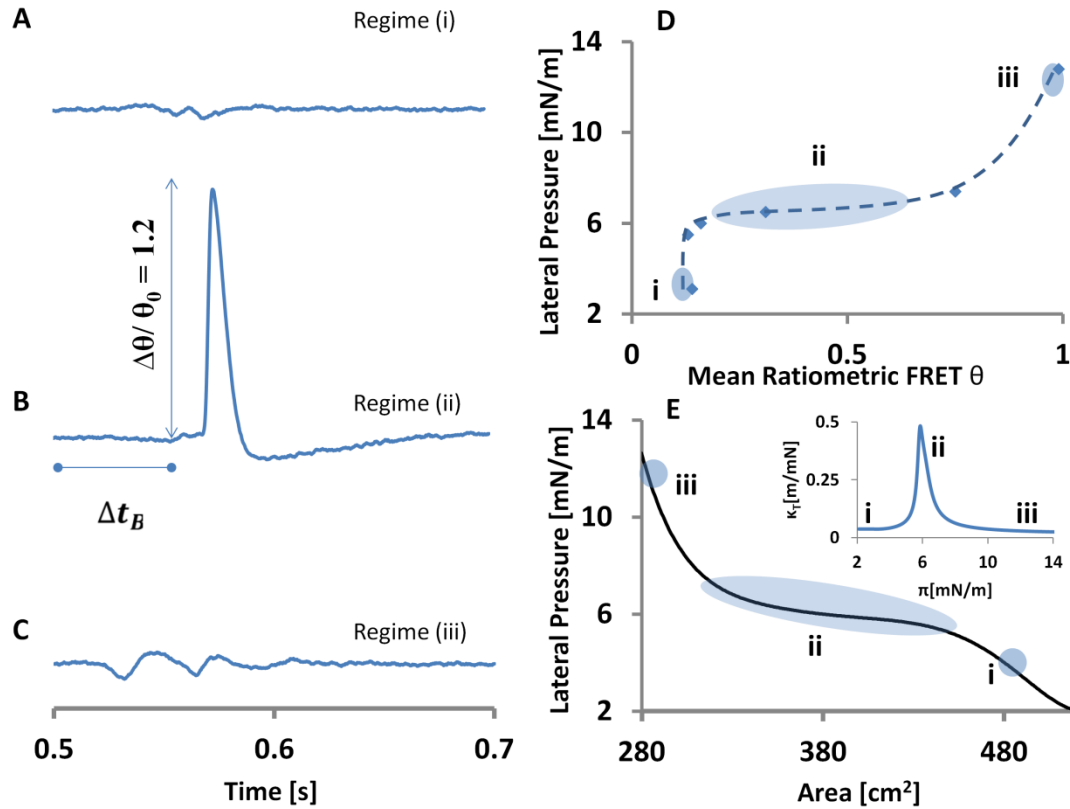 A
Regime (i)
Δθ/ θ₀ = 1.2
B
Regime (ii)
Δt_B
C
Regime (iii)
0.5
0.6
0.7
Time [s]
D
Lateral Pressure [mN/m]
14
10
6
2
i
ii
iii
0
0.5
1
Mean Ratiometric FRET θ
E
Lateral Pressure [mN/m]
14
10
6
2
iii
ii
i
280
380
480
Area [cm²]
κ_T[m/mN]
0.5
0.25
0
i
ii
iii
2
6
10
14
π[mN/m]